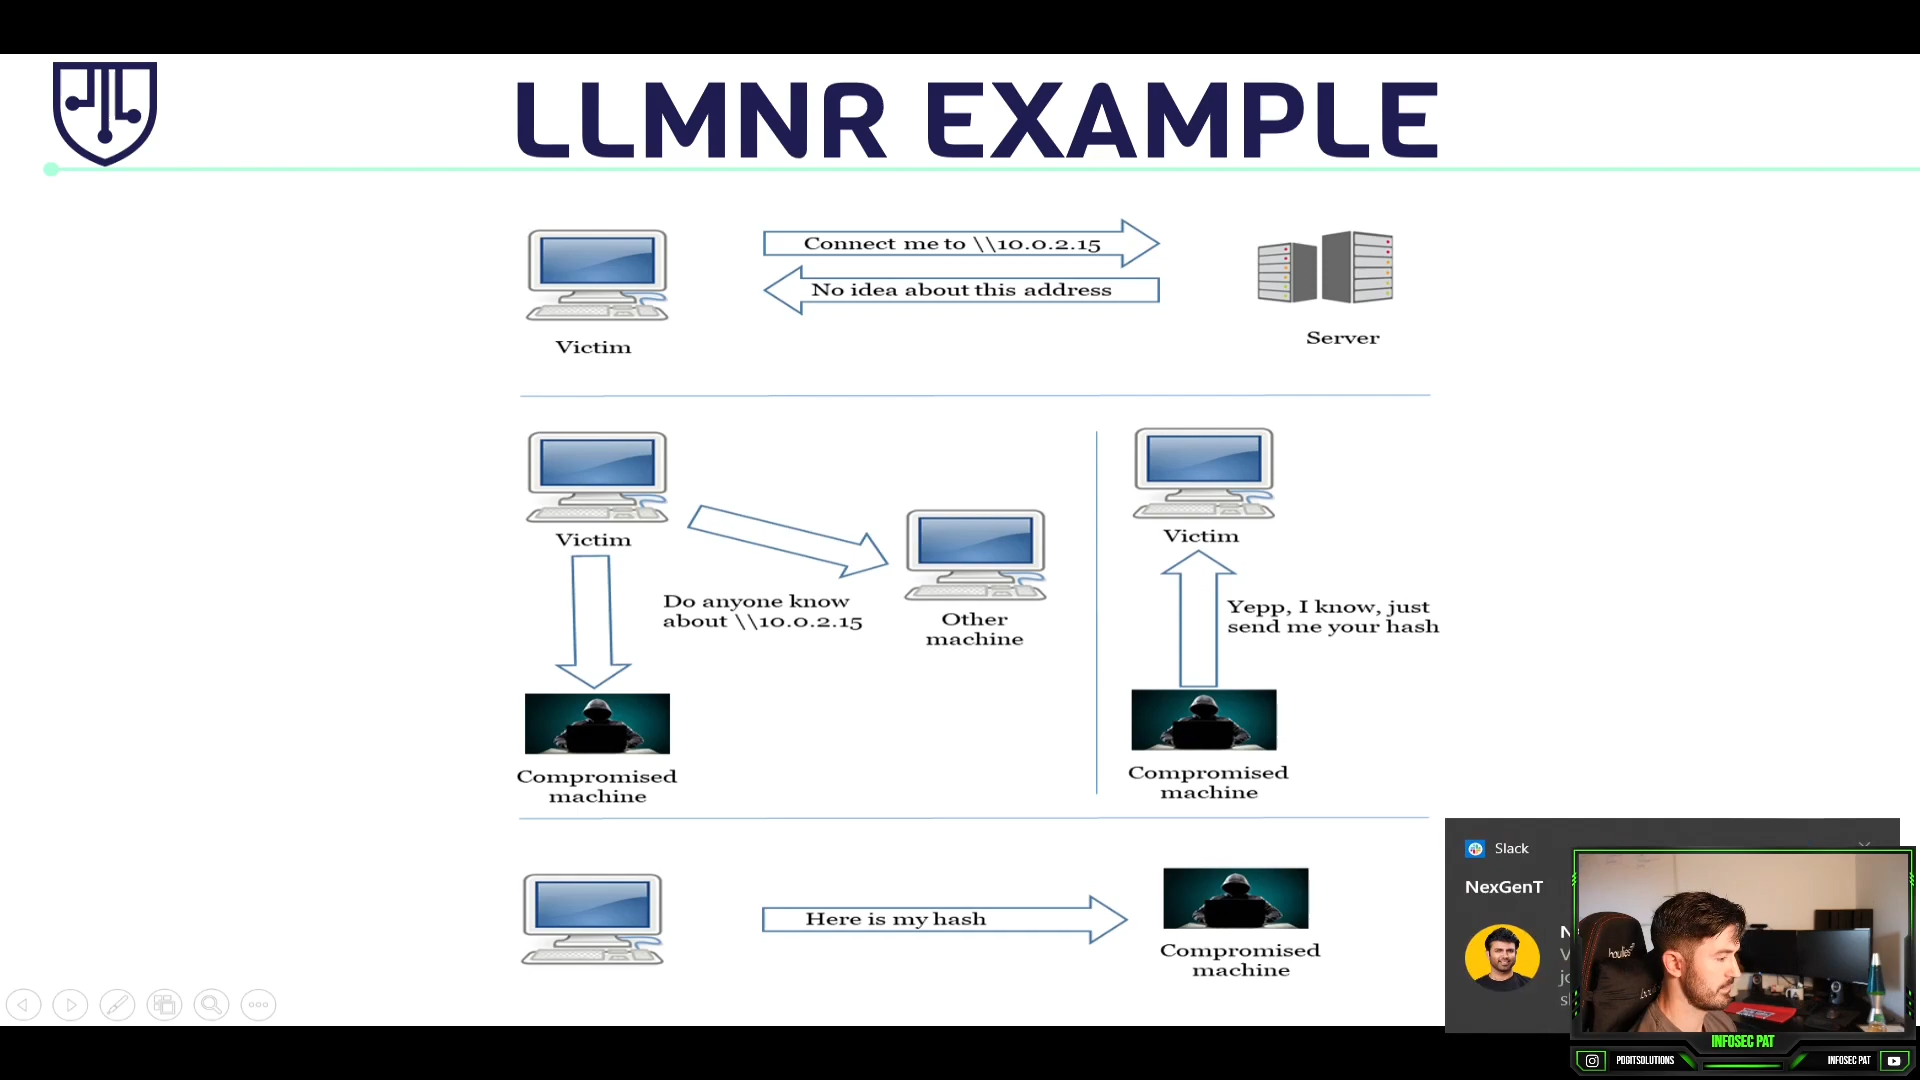 LLMNR EXAMPLE
Connect me to \\10.0.2.15
No idea about this address
Victim
Server
Victim
Do anyone know
about \\10.0.2.15
Other
machine
Compromised
machine
Victim
Yepp, I know, just
send me your hash
Compromised
machine
Here is my hash
Compromised
machine
Slack
NexGenT
INFOSEC PAT
PDBITSOLUTIONS
INFOSEC PAT